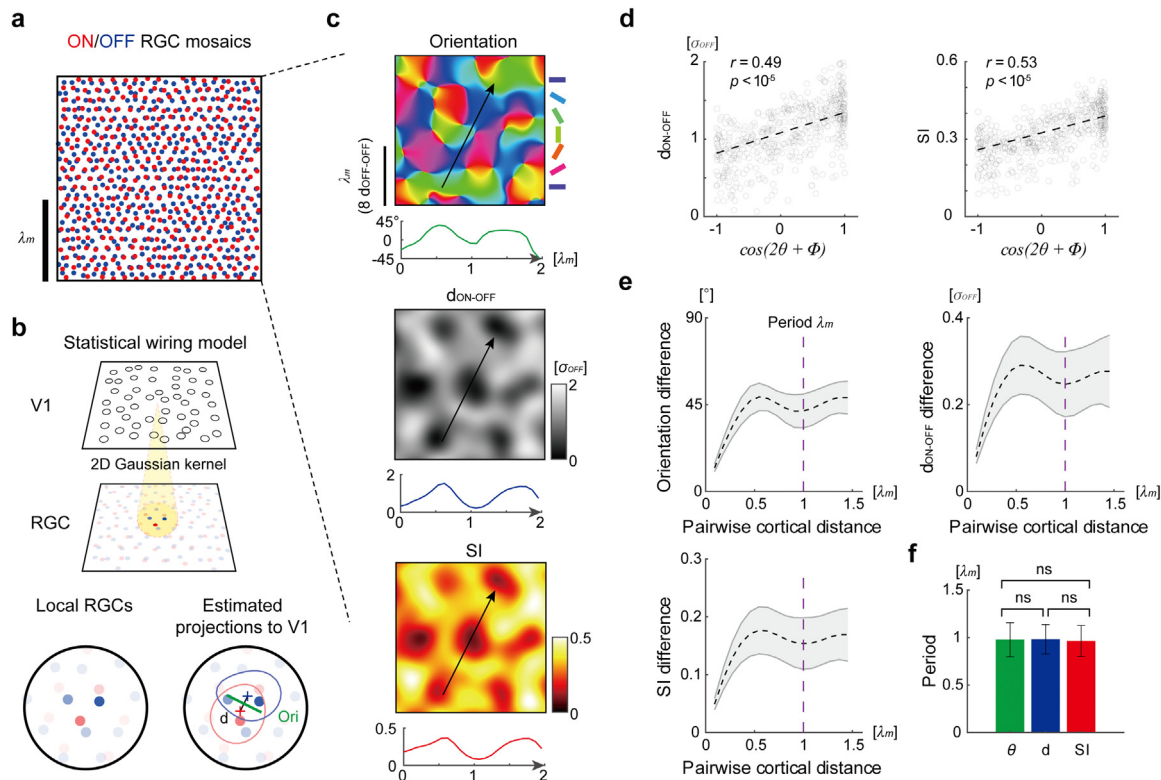 a
ON/OFF RGC mosaics
λm
b
Statistical wiring model
V1
2D Gaussian kernel
RGC
Local RGCs
Estimated
projections to V1
d
Ori
c
Orientation
λm
(8 dOFF-OFF)
45°
0
-45
0
1
2
[λm]
dON-OFF
[σOFF]
2
0
2
0
0
1
2
SI
0.5
0
0.5
0
0
1
2
d
[σOFF]
2
1
0
dON-OFF
r = 0.49
p < 10-5
-1
0
1
cos(2θ + Φ)
0.6
0.3
0
SI
r = 0.53
p < 10-5
-1
0
1
cos(2θ + Φ)
e
[°]
90
45
0
Orientation difference
Period λm
0
0.5
1
1.5
[λm]
Pairwise cortical distance
[σOFF]
0.4
0.2
0
dON-OFF difference
0
0.5
1
1.5
[λm]
Pairwise cortical distance
0.3
0.2
0.1
0
SI difference
0
0.5
1
1.5
[λm]
Pairwise cortical distance
f
[λm]
1.5
1
0.5
0
Period
ns
ns
ns
θ
d
SI